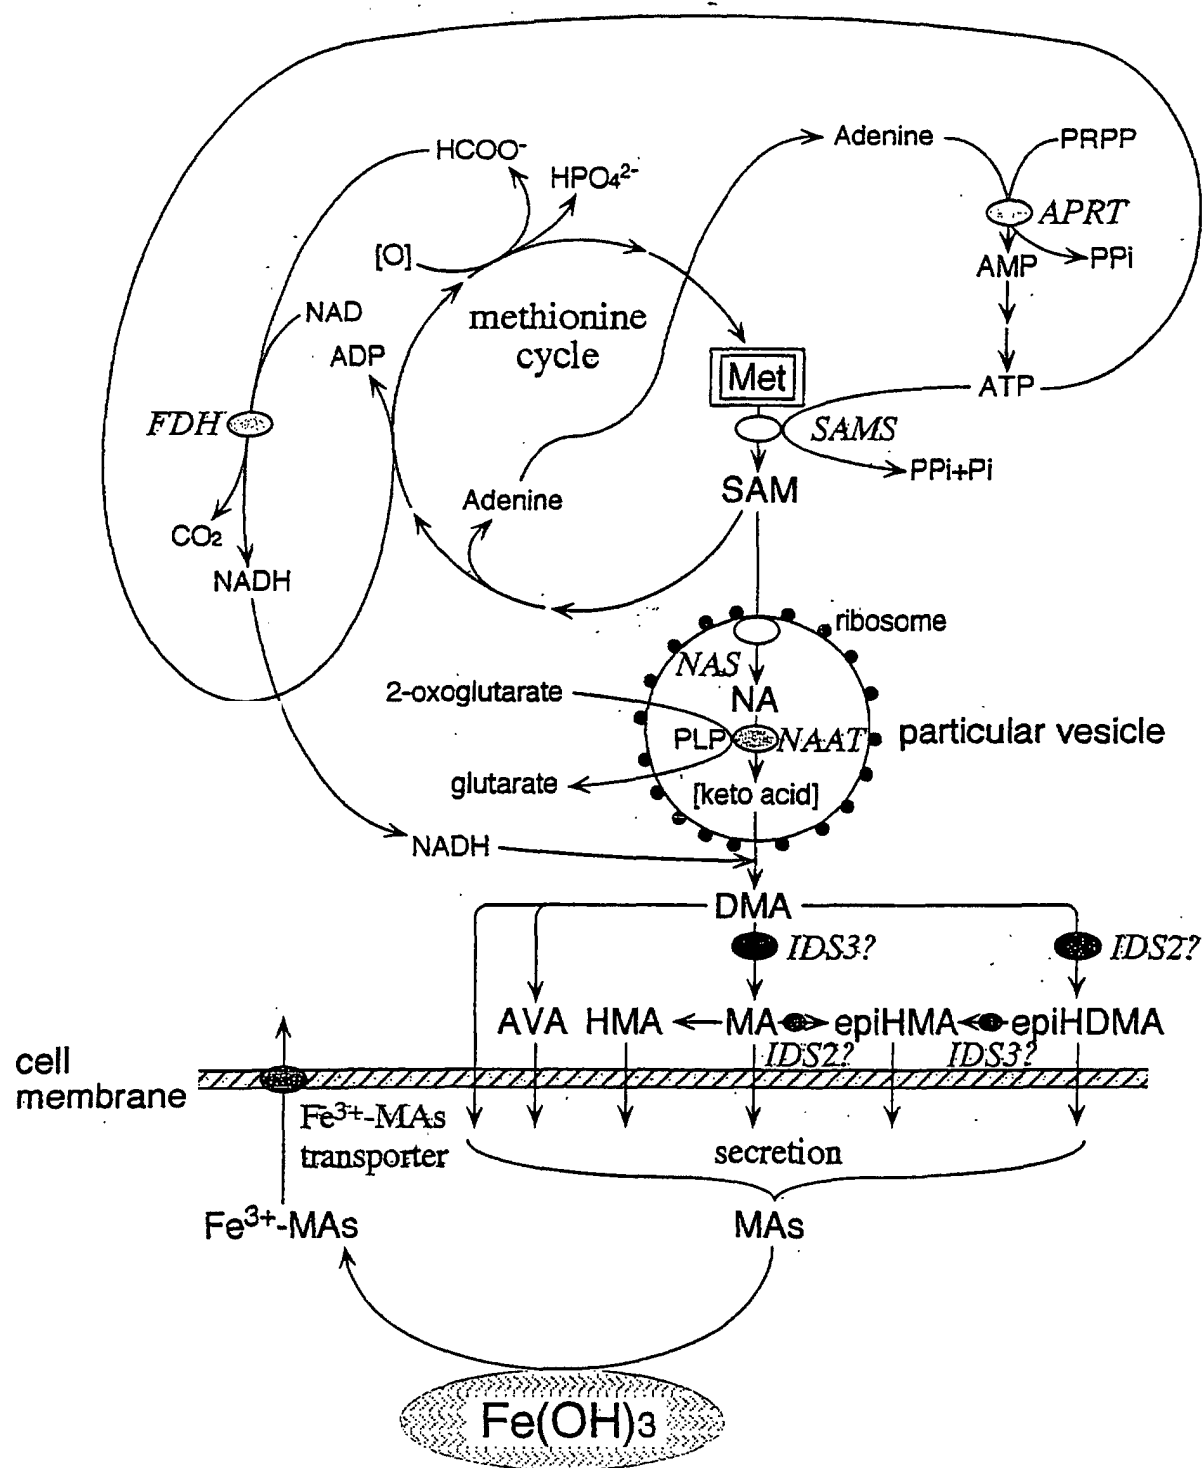 HCOO-
HPO4 2-
Adenine
PRPP
APRT
[O]
AMP
PPi
NAD
methionine
cycle
ADP
Met
ATP
FDH
SAMS
PPi+Pi
SAM
Adenine
CO2
NADH
ribosome
NAS
2-oxoglutarate
NA
PLP
NAAT
particular vesicle
glutarate
[keto acid]
NADH
DMA
IDS3?
IDS2?
AVA
HMA
MA
epiHMA
epiHDMA
IDS2?
IDS3?
cell
membrane
Fe3+-MAs
transporter
secretion
Fe3+-MAs
MAs
Fe(OH)3